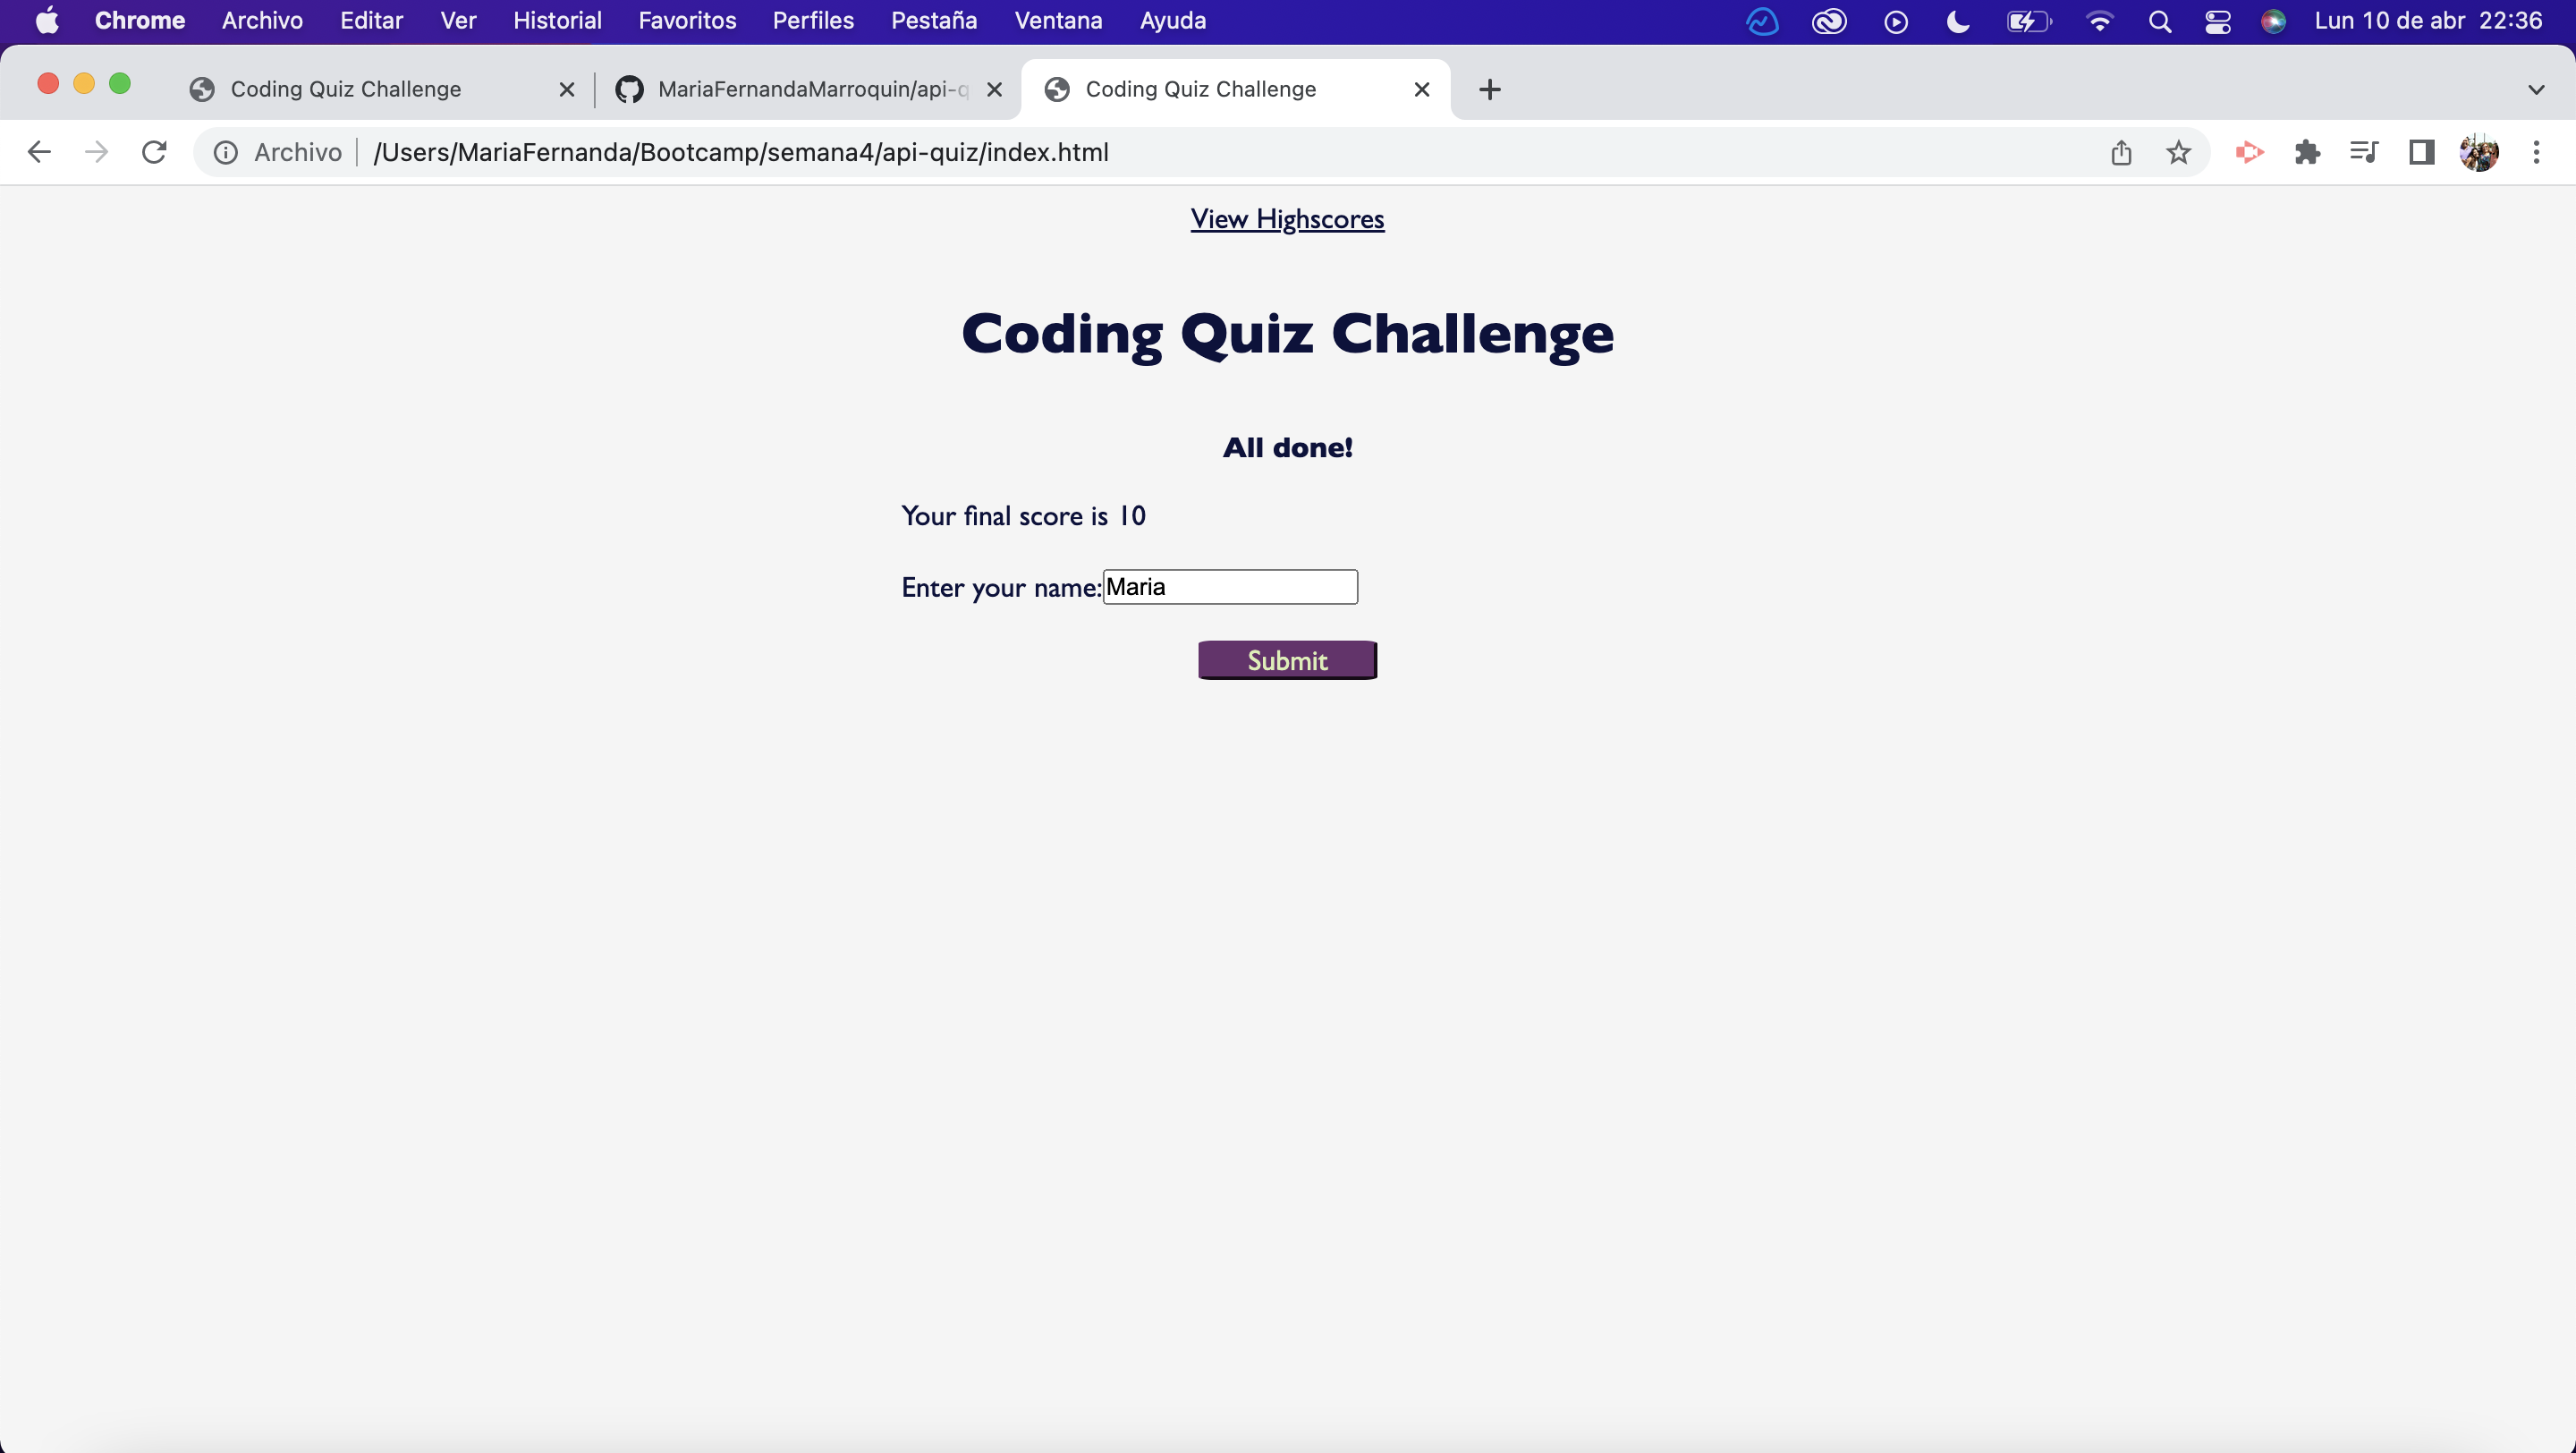 Chrome Archivo Editar Ver Historial Favoritos Perfiles Pestaña Ventana Ayuda Lun 10 de abr 22:36
Coding Quiz Challenge MariaFernandaMarroquin/api-q Coding Quiz Challenge
Archivo /Users/MariaFernanda/Bootcamp/semana4/api-quiz/index.html
View Highscores
Coding Quiz Challenge
All done!
Your final score is 10
Enter your name: Maria
Submit